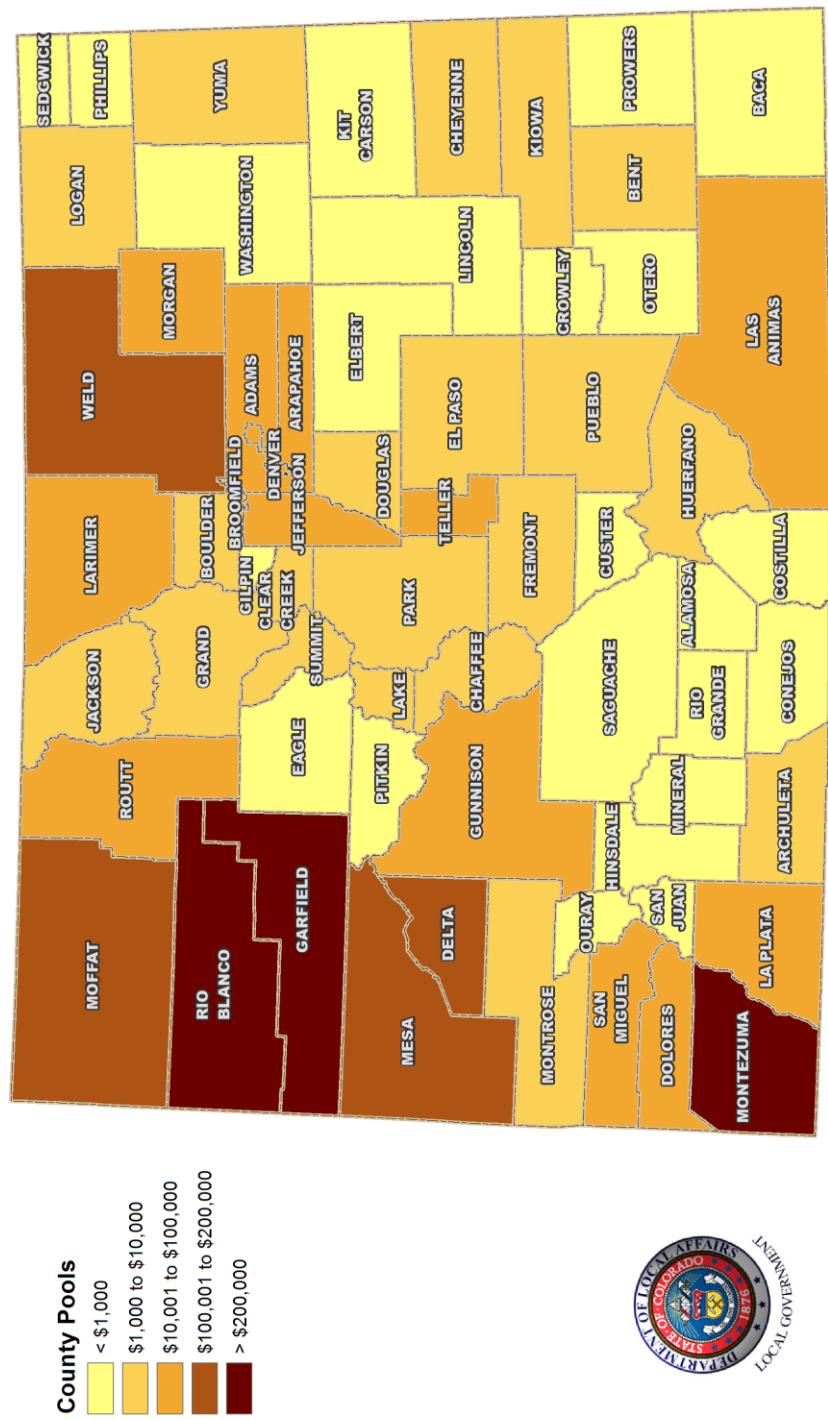 County Pools
< $1,000
$1,000 to $10,000
$10,001 to $100,000
$100,001 to $200,000
> $200,000
MOFFAT
ROUTT
JACKSON
LARIMER
WELD
LOGAN
SEDGWICK
PHILLIPS
MORGAN
YUMA
WASHINGTON
RIO
BLANCO
GRAND
BOULDER
BROOMFIELD
GILPIN
CLEAR
CREEK
ADAMS
DENVER
ARAPAHOE
JEFFERSON
GARFIELD
EAGLE
SUMMIT
DOUGLAS
ELBERT
KIT
CARSON
MESA
DELTA
PITKIN
LAKE
PARK
TELLER
EL PASO
LINCOLN
CHEYENNE
GUNNISON
CHAFFEE
FREMONT
KIOWA
MONTROSE
OURAY
HINSDALE
SAGUACHE
CUSTER
PUEBLO
CROWLEY
OTERO
BENT
PROWERS
SAN
MIGUEL
DOLORES
SAN
JUAN
MINERAL
RIO
GRANDE
ALAMOSA
HUERFANO
LAS
ANIMAS
BACA
MONTEZUMA
LA PLATA
ARCHULETA
CONEJOS
COSTILLA
DEPARTMENT OF LOCAL AFFAIRS
STATE OF COLORADO
1876
LOCAL GOVERNMENT